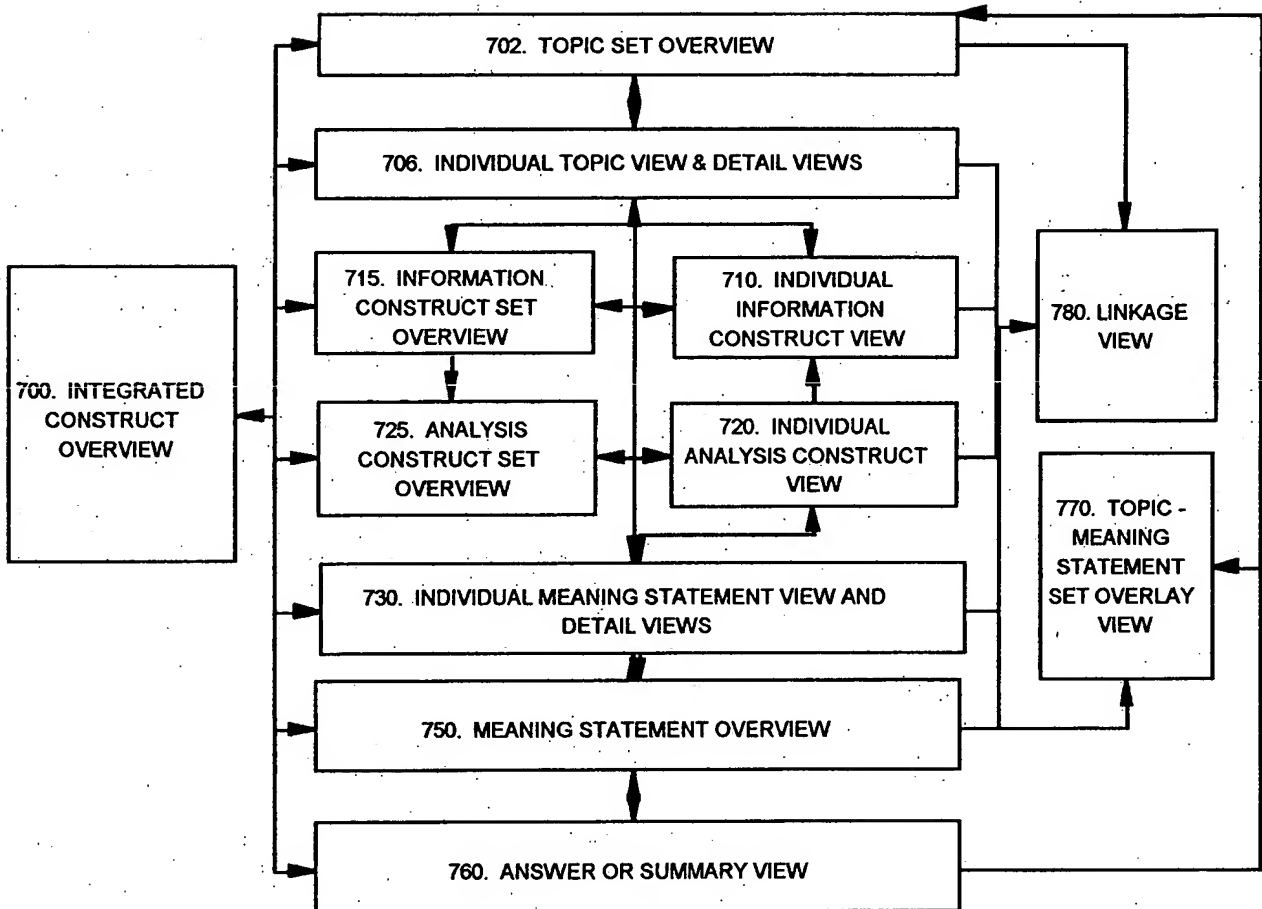 702. TOPIC SET OVERVIEW
706. INDIVIDUAL TOPIC VIEW & DETAIL VIEWS
715. INFORMATION
CONSTRUCT SET
OVERVIEW
710. INDIVIDUAL
INFORMATION
CONSTRUCT VIEW
780. LINKAGE
VIEW
700. INTEGRATED
CONSTRUCT
OVERVIEW
725. ANALYSIS
CONSTRUCT SET
OVERVIEW
720. INDIVIDUAL
ANALYSIS CONSTRUCT
VIEW
770. TOPIC -
MEANING
STATEMENT
SET OVERLAY
VIEW
730. INDIVIDUAL MEANING STATEMENT VIEW AND
DETAIL VIEWS
750. MEANING STATEMENT OVERVIEW
760. ANSWER OR SUMMARY VIEW